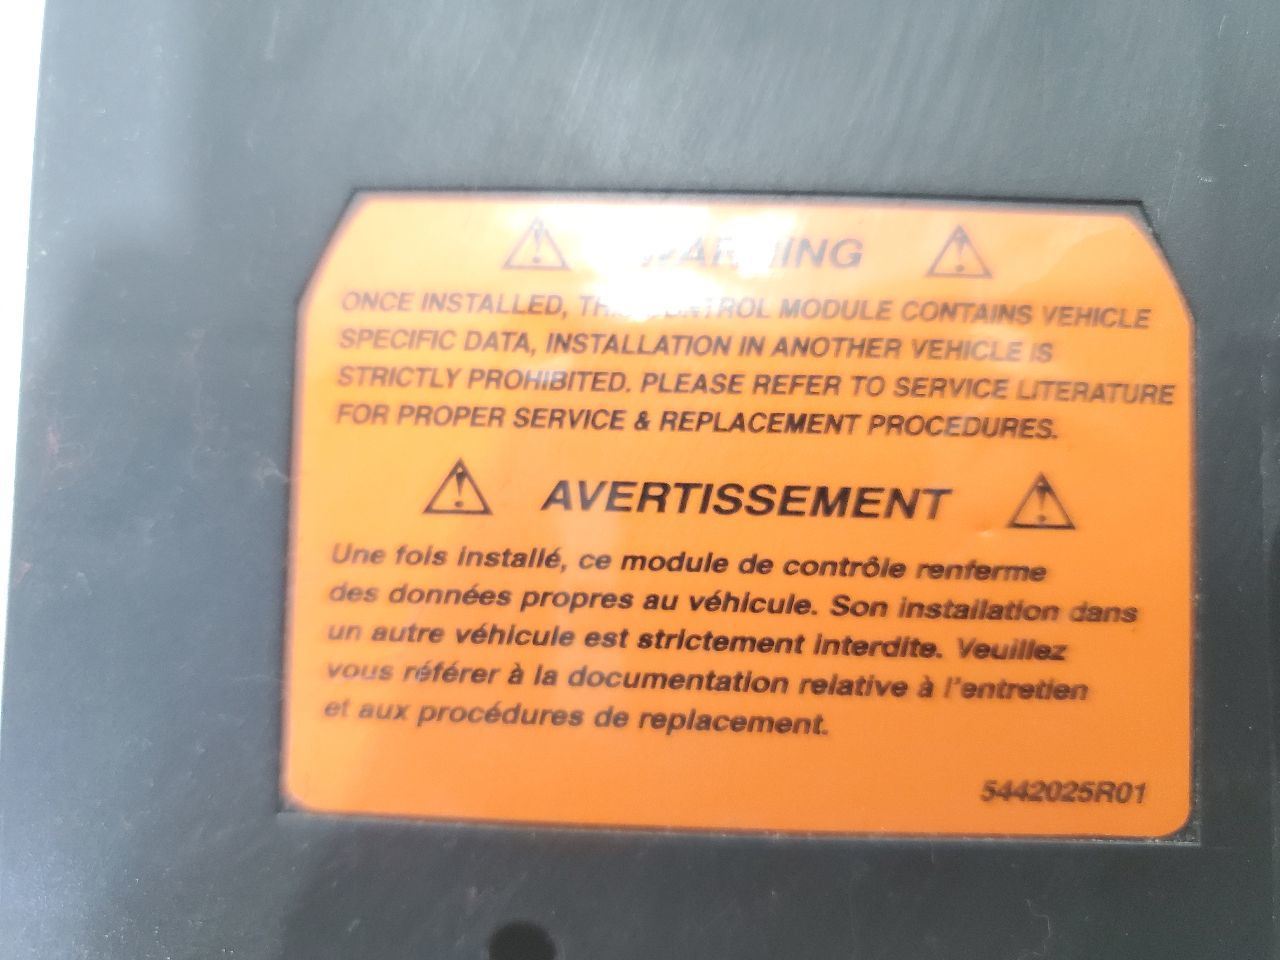 WARNING
ONCE INSTALLED, THIS CONTROL MODULE CONTAINS VEHICLE
SPECIFIC DATA, INSTALLATION IN ANOTHER VEHICLE IS
STRICTLY PROHIBITED. PLEASE REFER TO SERVICE LITERATURE
FOR PROPER SERVICE & REPLACEMENT PROCEDURES.
AVERTISSEMENT
Une fois installé, ce module de contrôle renferme
des données propres au véhicule. Son installation dans
un autre véhicule est strictement interdite. Veuillez
vous référer à la documentation relative à l'entretien
et aux procédures de replacement.
5442025R01